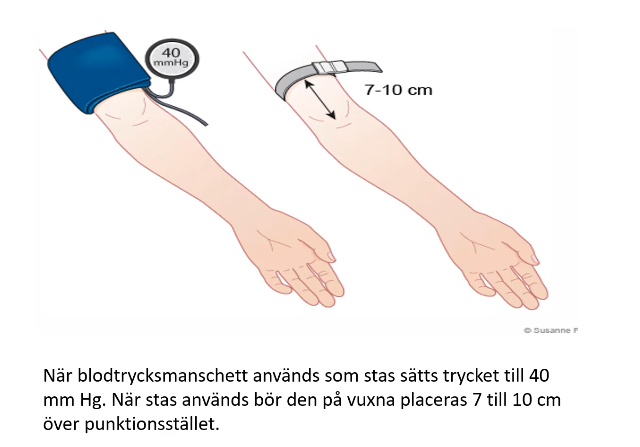 40
mmHg
7-10 cm
© Susanne F
När blodtrycksmanschett används som stas sätts trycket till 40
mm Hg. När stas används bör den på vuxna placeras 7 till 10 cm
över punktionsstället.